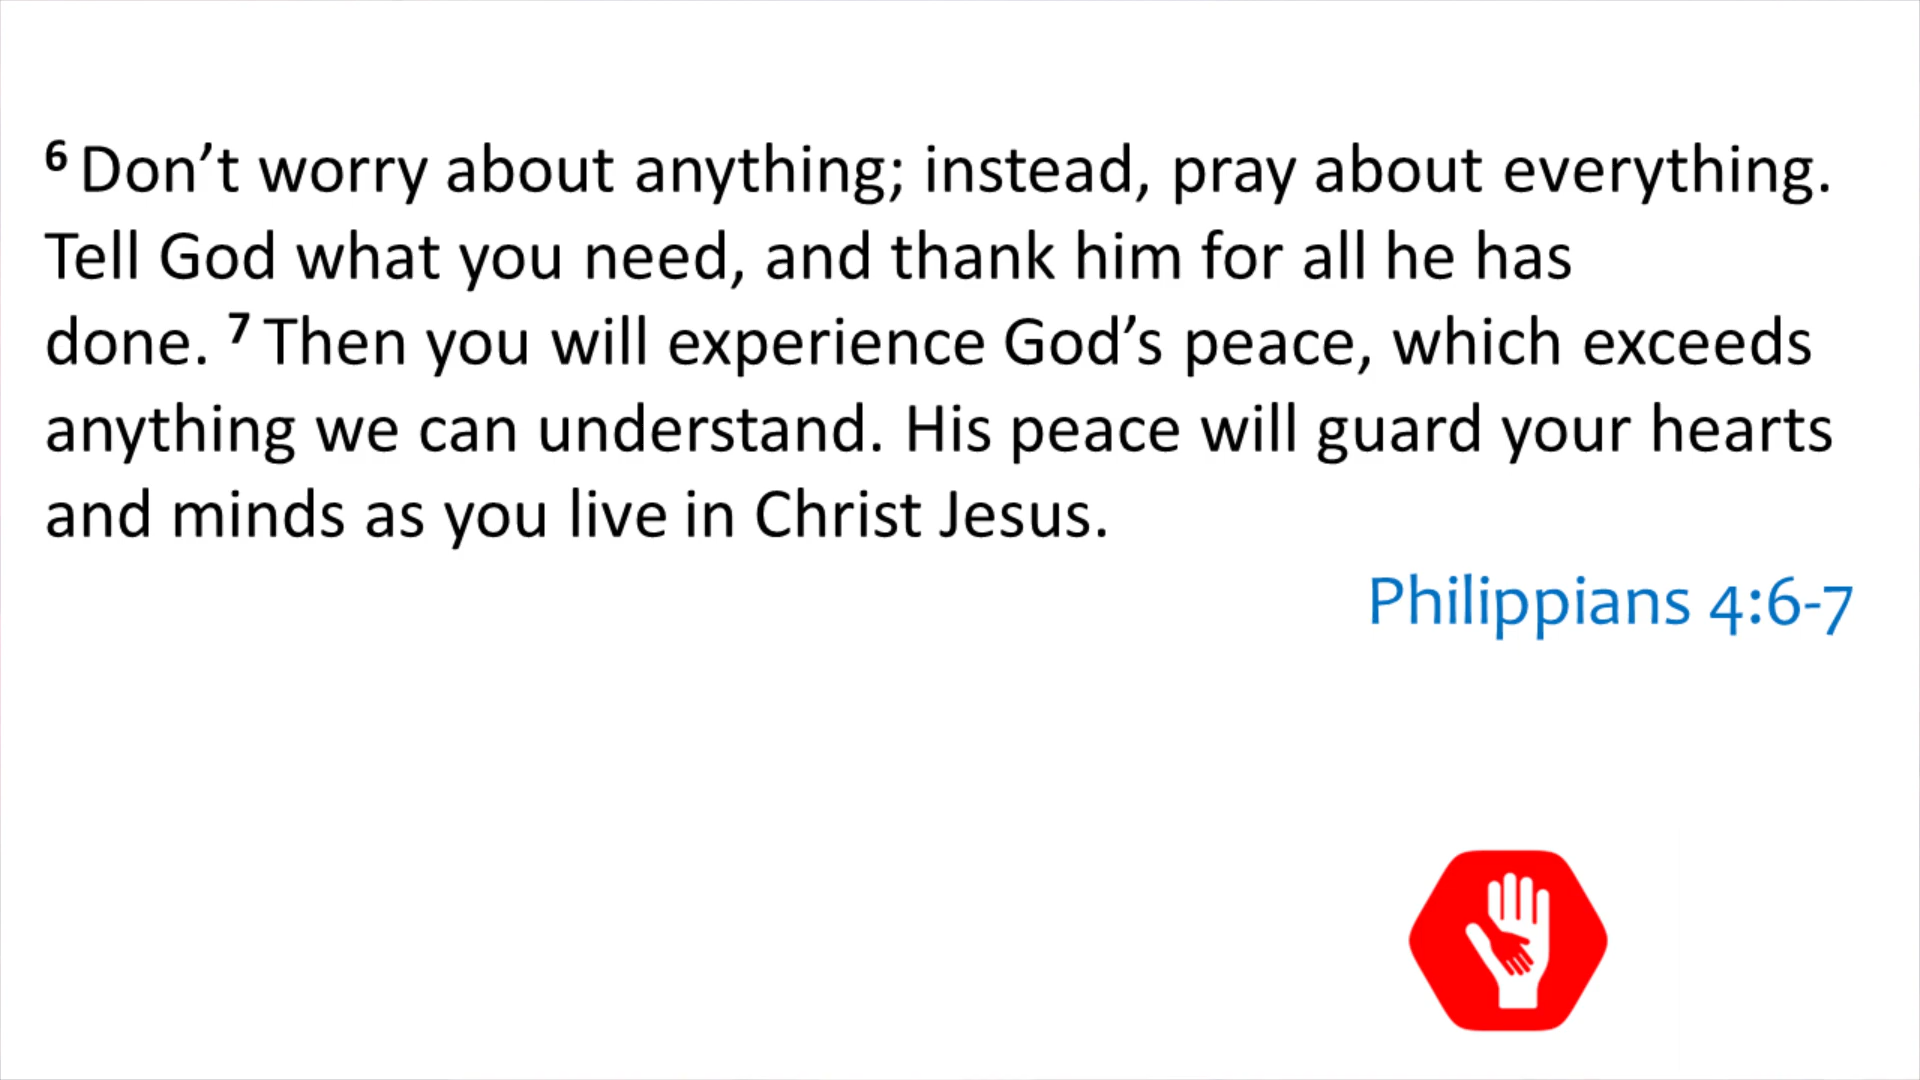 6 Don’t worry about anything; instead, pray about everything.
Tell God what you need, and thank him for all he has
done. 7 Then you will experience God’s peace, which exceeds
anything we can understand. His peace will guard your hearts
and minds as you live in Christ Jesus.
Philippians 4:6-7